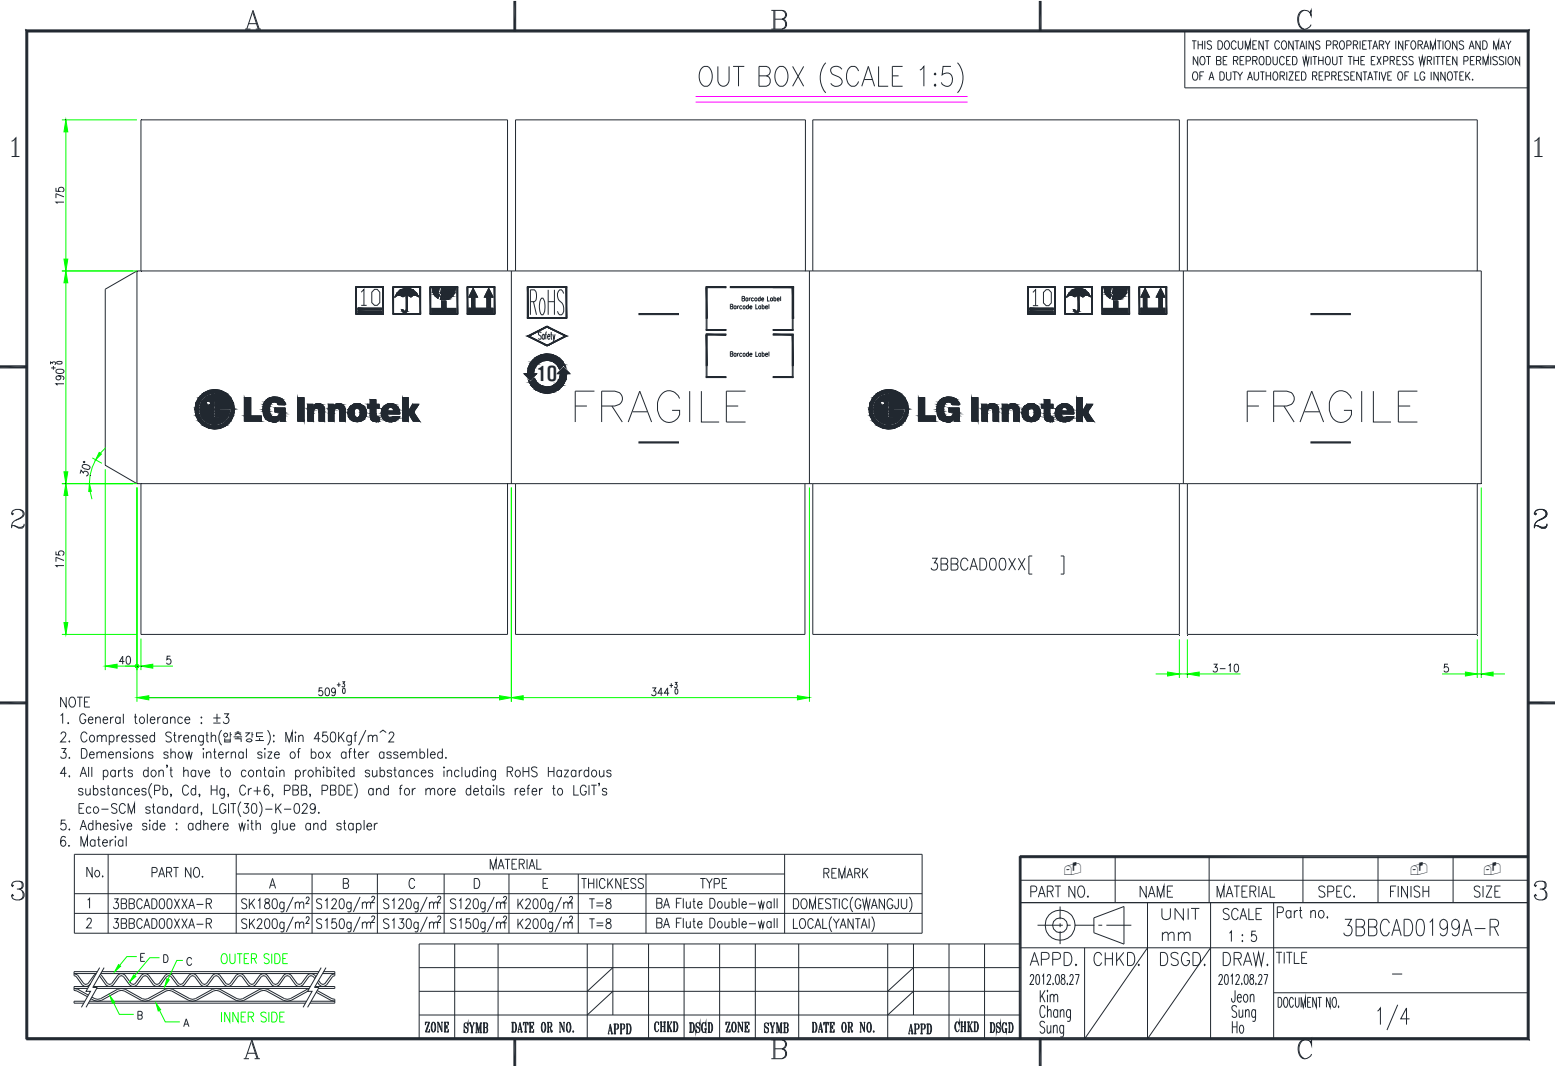 A B C
THIS DOCUMENT CONTAINS PROPRIETARY INFORAMTIONS AND MAY
NOT BE REPRODUCED WITHOUT THE EXPRESS WRITTEN PERMISSION
OF A DUTY AUTHORIZED REPRESENTATIVE OF LG INNOTEK.
OUT BOX (SCALE 1:5)
1 1
175
10
RoHS
Barcode Label
Barcode Label
10
Safety
Barcode Label
190 +3 0
10
LG Innotek
FRAGILE
LG Innotek
FRAGILE
30°
2 2
175
3BBCAD00XX[ ]
40 5
3-10 5
509 +3 0
344 +3 0
NOTE
1. General tolerance : ±3
2. Compressed Strength(압축강도): Min 450Kgf/m^2
3. Demensions show internal size of box after assembled.
4. All parts don't have to contain prohibited substances including RoHS Hazardous
substances(Pb, Cd, Hg, Cr+6, PBB, PBDE) and for more details refer to LGIT's
Eco-SCM standard, LGIT(30)-K-029.
5. Adhesive side : adhere with glue and stapler
6. Material
No. PART NO. MATERIAL REMARK
A B C D E THICKNESS TYPE
1 3BBCAD00XXA-R SK180g/m² S120g/m² S120g/m² S120g/m² K200g/m² T=8 BA Flute Double-wall DOMESTIC(GWANGJU)
2 3BBCAD00XXA-R SK200g/m² S150g/m² S130g/m² S150g/m² K200g/m² T=8 BA Flute Double-wall LOCAL(YANTAI)
3 3
E D C OUTER SIDE
B A INNER SIDE
ZONE SYMB DATE OR NO. APPD CHKD DSGD ZONE SYMB DATE OR NO. APPD CHKD DSGD
PART NO. NAME MATERIAL SPEC. FINISH SIZE
UNIT
mm
SCALE
1 : 5
Part no.
3BBCAD0199A-R
APPD. CHKD. DSGD. DRAW. TITLE
2012.08.27 2012.08.27 -
Kim
Chang
Sung
Jeon
Sung
Ho
DOCUMENT NO.
1/4
A B C